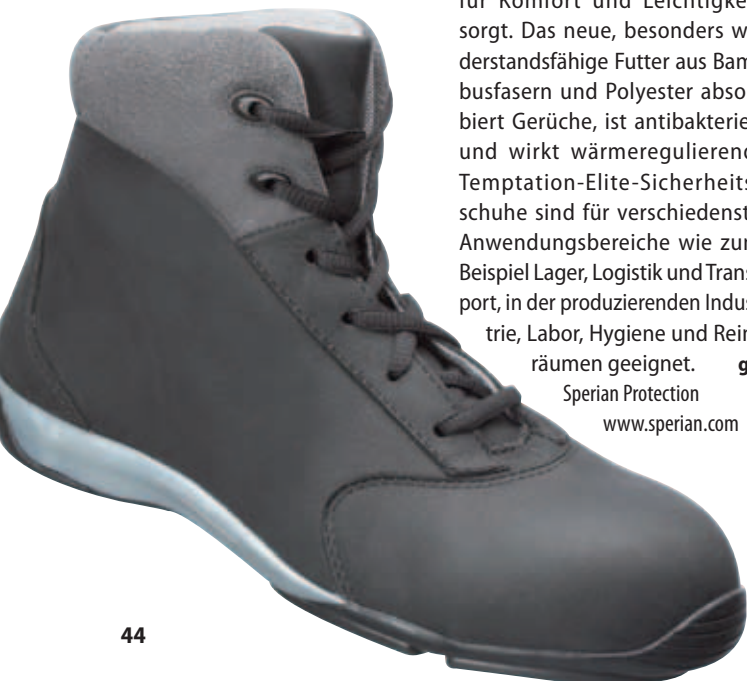 für Komfort und Leichtigke
sorgt. Das neue, besonders w
derstandsfähige Futter aus Bam
busfasern und Polyester abso
biert Gerüche, ist antibakterie
und wirkt wärmeregulierend
Temptation-Elite-Sicherheits
schuhe sind für verschiedenst
Anwendungsbereiche wie zu
Beispiel Lager, Logistik und Trans
port, in der produzierenden Indus
trie, Labor, Hygiene und Rei
räumen geeignet. g
Sperian Protection
www.sperian.com
44